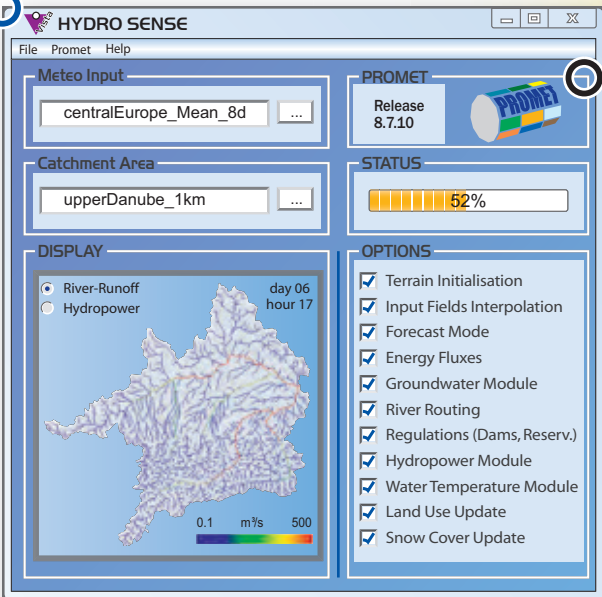 Vista
HYDRO SENSE
File Promet Help
Meteo Input
centralEurope_Mean_8d
...
PROMET
Release
8.7.10
PROMET
Catchment Area
upperDanube_1km
...
STATUS
52%
DISPLAY
River-Runoff
Hydropower
day 06
hour 17
0.1 m³/s 500
OPTIONS
Terrain Initialisation
Input Fields Interpolation
Forecast Mode
Energy Fluxes
Groundwater Module
River Routing
Regulations (Dams, Reserv.)
Hydropower Module
Water Temperature Module
Land Use Update
Snow Cover Update